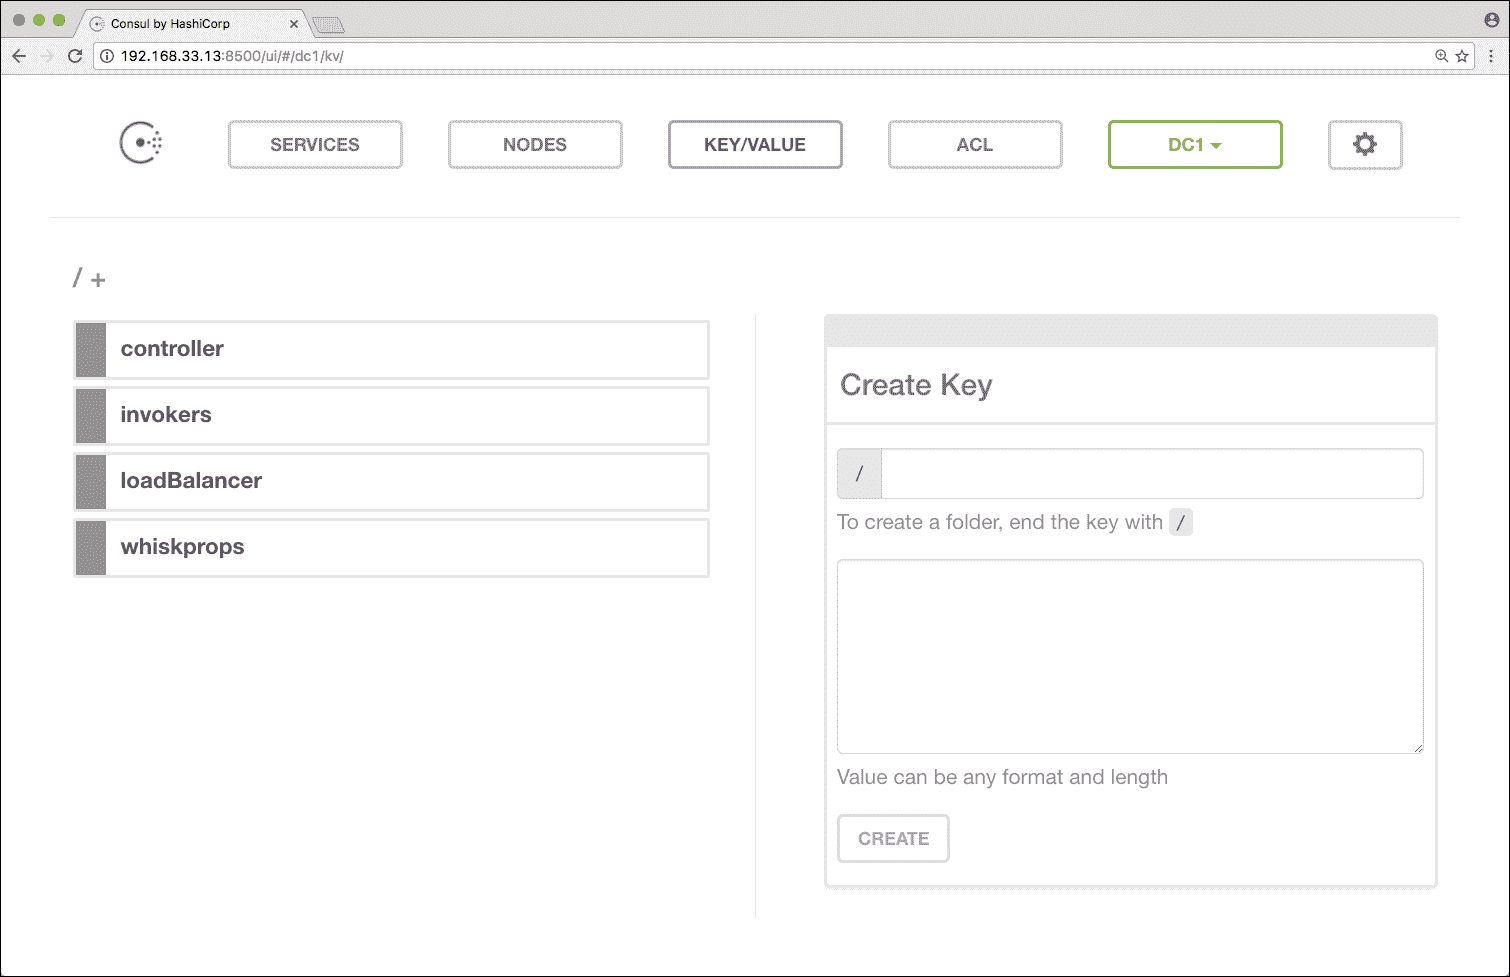 Consul by HashiCorp
192.168.33.13:8500/ui/#/dc1/kv/
SERVICES
NODES
KEY/VALUE
ACL
DC1
/ +
controller
invokers
loadBalancer
whiskprops
Create Key
/
To create a folder, end the key with /
Value can be any format and length
CREATE